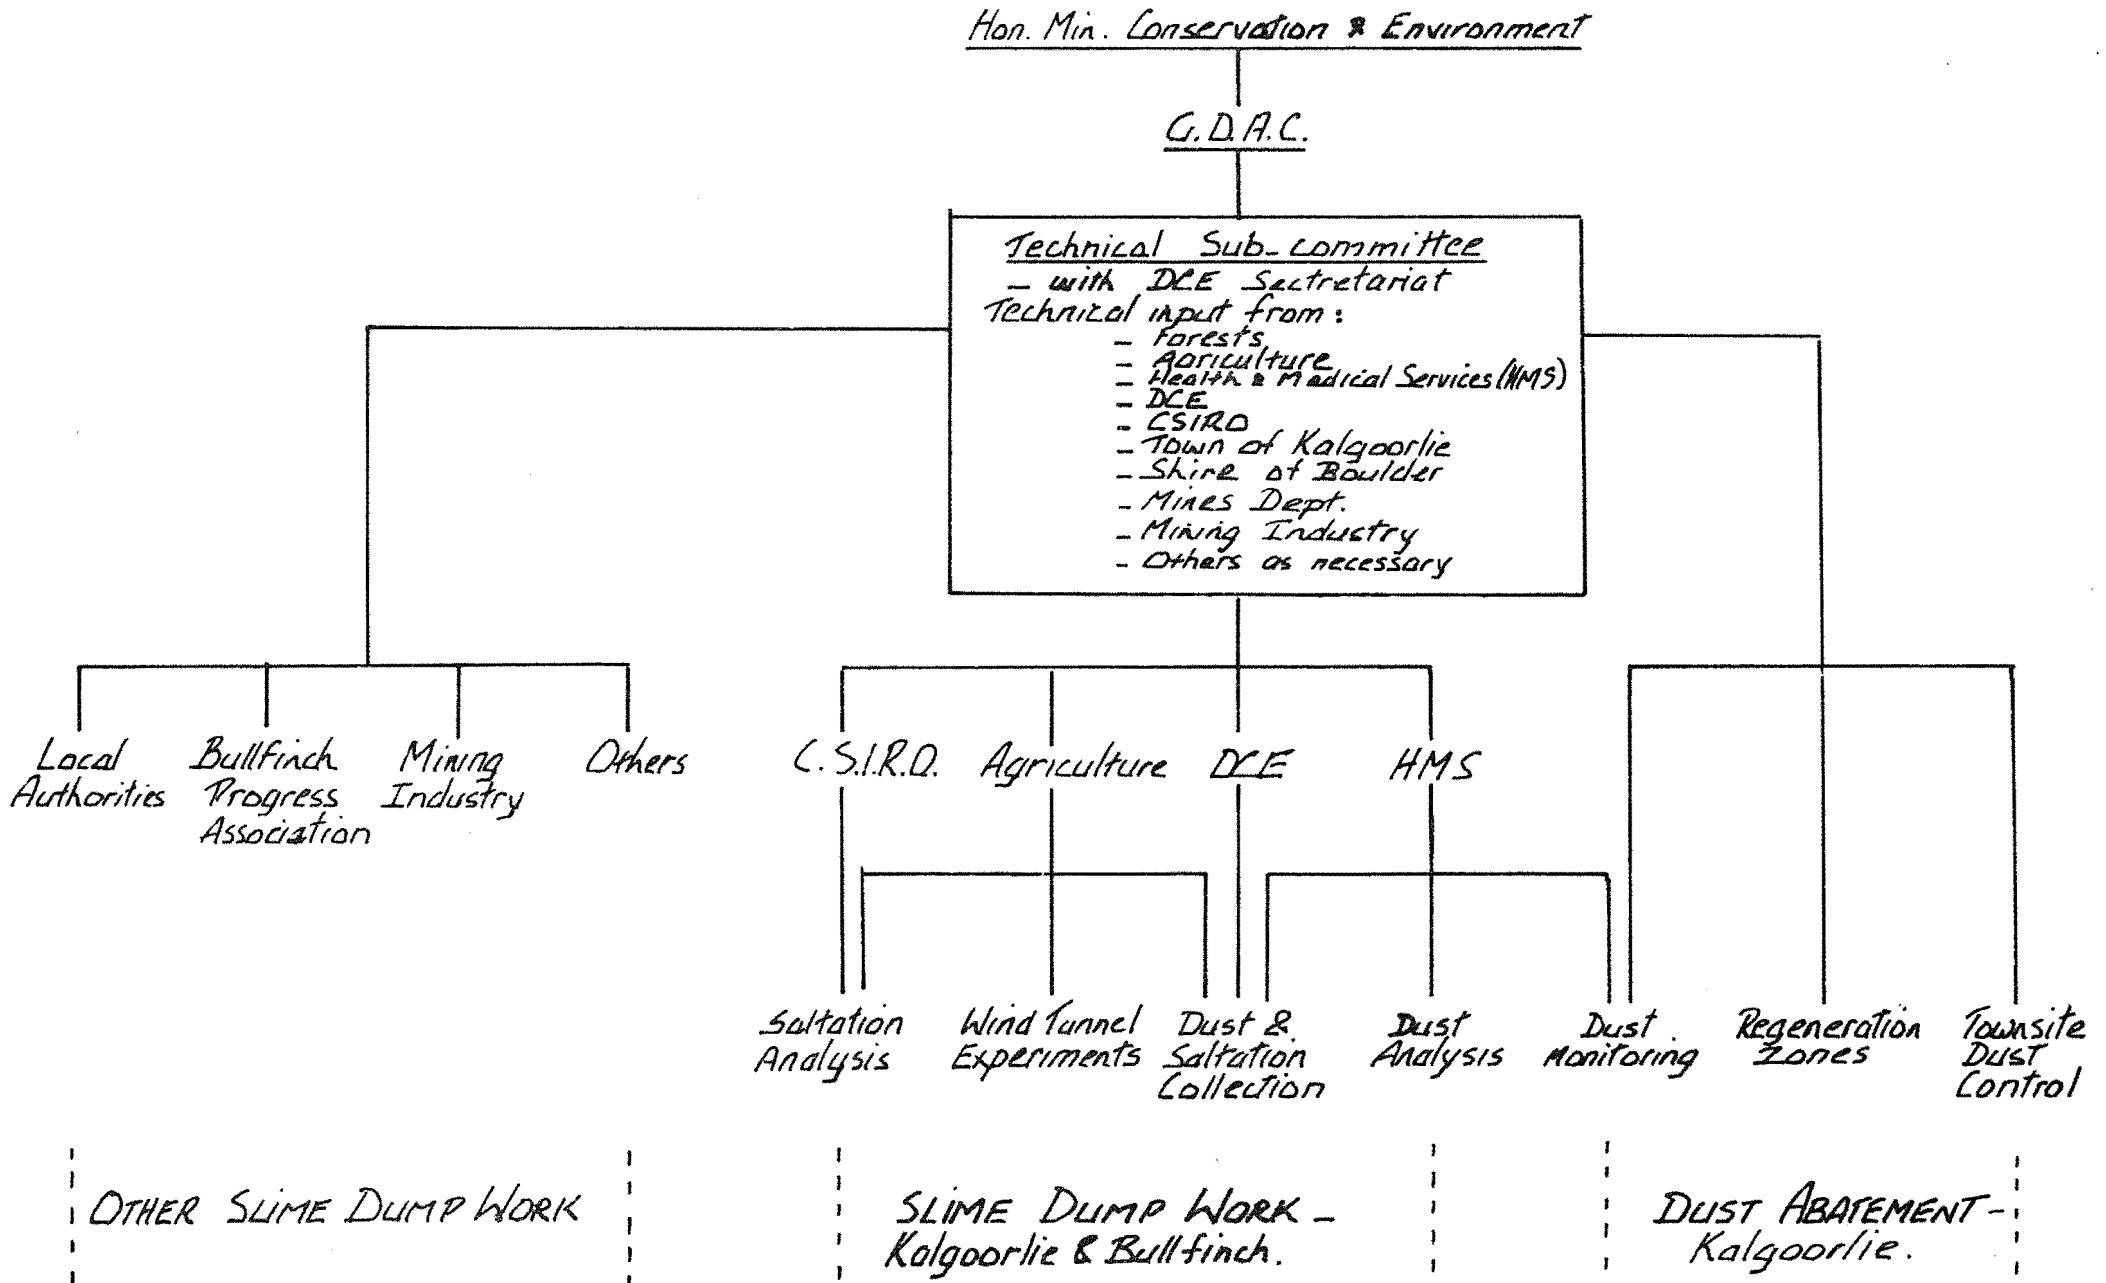 Hon. Min. Conservation & Environment
G.D.A.C.
Technical Sub-committee
- with DCE Sectretariat
Technical input from :
- Forests
- Agriculture
- Health & Medical Services (HMS)
- DCE
- CSIRO
- Town of Kalgoorlie
- Shire of Boulder
- Mines Dept.
- Mining Industry
- Others as necessary
Local
Authorities
Bullfinch
Progress
Association
Mining
Industry
Others
C.S.I.R.O.
Agriculture
DCE
HMS
Saltation
Analysis
Wind Tunnel
Experiments
Dust &
Saltation
Collection
Dust
Analysis
Dust
Monitoring
Regeneration
Zones
Townsite
Dust
Control
OTHER SLIME DUMP WORK
SLIME DUMP WORK -
Kalgoorlie & Bullfinch.
DUST ABATEMENT -
Kalgoorlie.